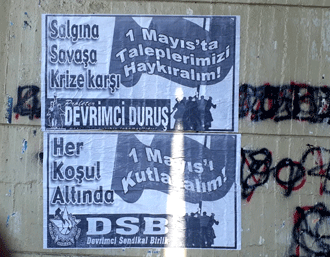 Salgına
Savaşa
Krize karşı
1 Mayıs'ta
Taleplerimizi
Haykıralım!
Proleter
DEVRİMCİ DURUŞ
Her
Koşul
Altında
1 Mayıs'ı
Kutlayalım!
DSB
Devrimci Sendikal Birlik